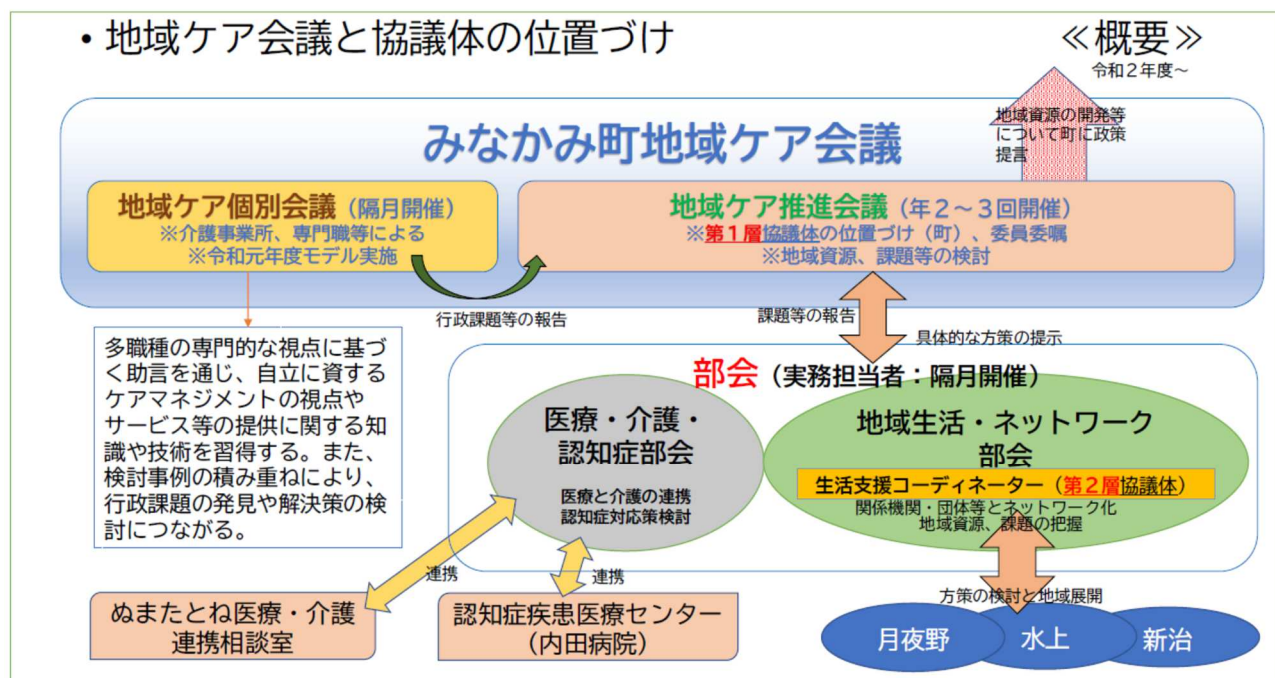 ・地域ケア会議と協議体の位置づけ
≪概要≫
令和２年度～
地域資源の開発等
について町に政策
提言
みなかみ町地域ケア会議
地域ケア個別会議（隔月開催）
※介護事業所、専門職等による
※令和元年度モデル実施
地域ケア推進会議（年２～３回開催）
※第１層協議体の位置づけ（町）、委員委嘱
※地域資源、課題等の検討
行政課題等の報告
課題等の報告
具体的な方策の提示
多職種の専門的な視点に基づ
く助言を通じ、自立に資する
ケアマネジメントの視点や
サービス等の提供に関する知
識や技術を習得する。また、
検討事例の積み重ねにより、
行政課題の発見や解決策の検
討につながる。
部会（実務担当者：隔月開催）
医療・介護・
認知症部会
医療と介護の連携
認知症対応策検討
地域生活・ネットワーク
部会
生活支援コーディネーター（第２層協議体）
関係機関・団体等とネットワーク化
地域資源、課題の把握
連携
連携
方策の検討と地域展開
ぬまたとね医療・介護
連携相談室
認知症疾患医療センター
（内田病院）
月夜野
水上
新治